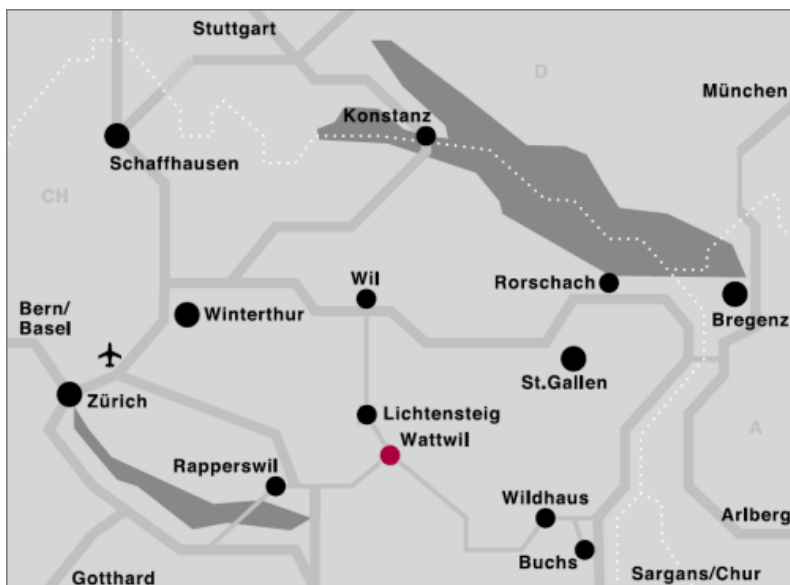 Stuttgart
D
München
Konstanz
Schaffhausen
CH
Wil
Rorschach
Bern/
Basel
Winterthur
Bregenz
St.Gallen
Zürich
Lichtensteig
Wattwil
A
Rapperswil
Wildhaus
Arlberg
Buchs
Gotthard
Sargans/Chur